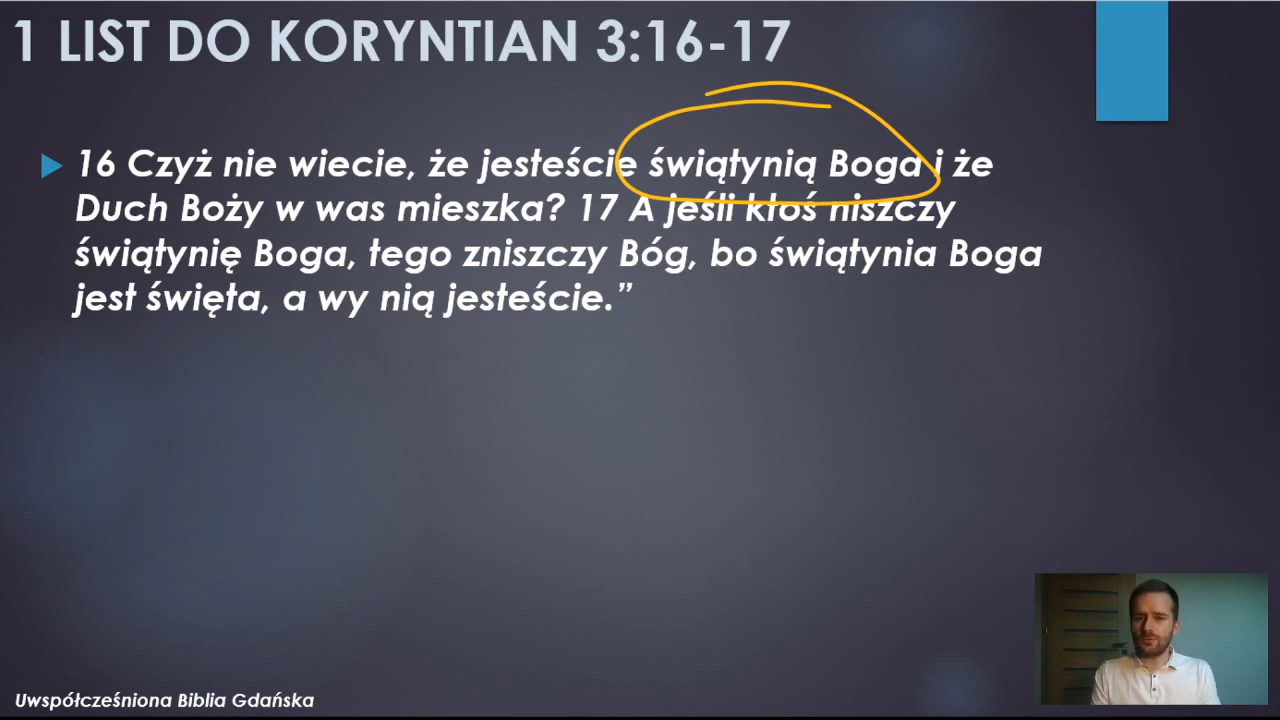 1 LIST DO KORYNTIAN 3:16-17
16 Czyż nie wiecie, że jesteście świątynią Boga i że
Duch Boży w was mieszka? 17 A jeśli ktoś niszczy
świątynię Boga, tego zniszczy Bóg, bo świątynia Boga
jest święta, a wy nią jesteście.”
Uwspółcześniona Biblia Gdańska